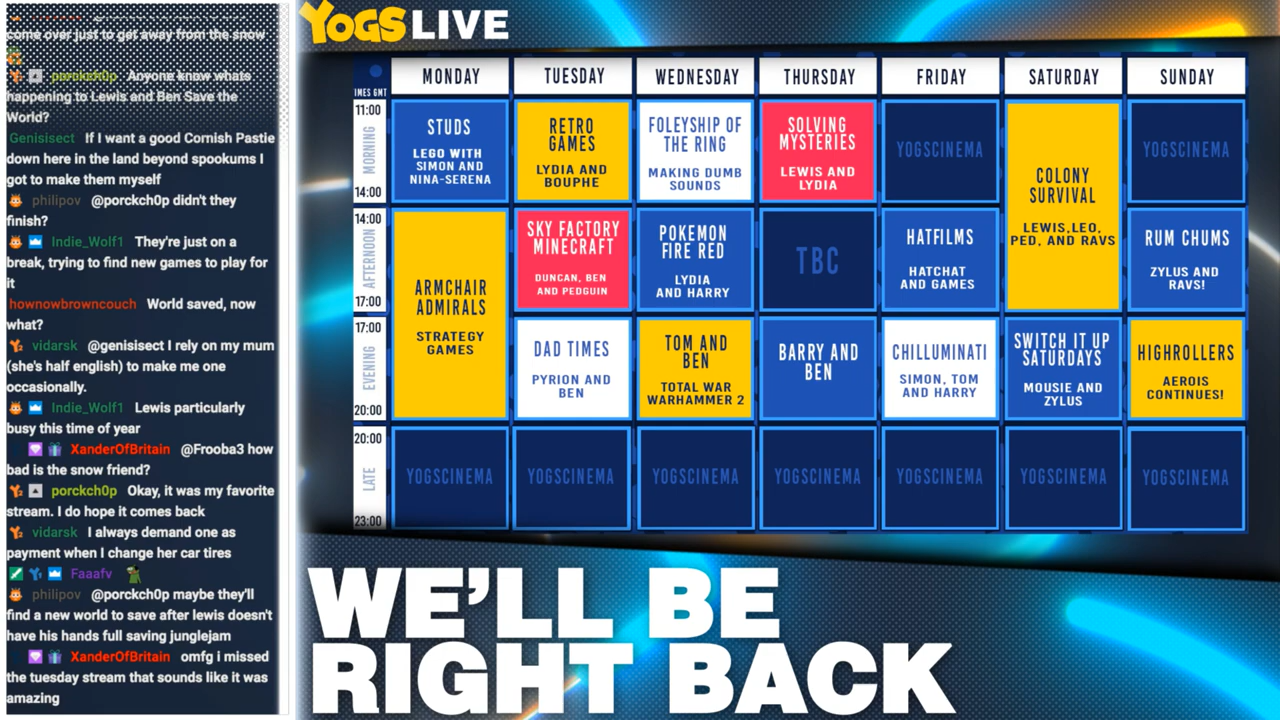 come over just to get away from the snow
porckch0p Anyone know whats
happening to Lewis and Ben Save the
World?
Genisisect If I want a good Cornish Pastie
down here in the land beyond spookums I
got to make them myself
philipov @porckch0p didn't they
finish?
Indie_Wolf1 They're just on a
break, trying to find new games to play for
it
hownowbrowncouch World saved, now
what?
vidarsk @genisisect I rely on my mum
(she's half english) to make me one
occasionally.
Indie_Wolf1 Lewis particularly
busy this time of year
XanderOfBritain @Frooba3 how
bad is the snow friend?
porckch0p Okay, it was my favorite
stream. I do hope it comes back
vidarsk I always demand one as
payment when I change her car tires
Faaafv
philipov @porckch0p maybe they'll
find a new world to save after lewis doesn't
have his hands full saving junglejam
XanderOfBritain omfg i missed
the tuesday stream that sounds like it was
amazing
YOGS LIVE
IMES GMT
MONDAY
TUESDAY
WEDNESDAY
THURSDAY
FRIDAY
SATURDAY
SUNDAY
11:00
MORNING
14:00
STUDS
LEGO WITH
SIMON AND
NINA-SERENA
RETRO
GAMES
LYDIA AND
BOUPHE
FOLEYSHIP OF
THE RING
MAKING DUMB
SOUNDS
SOLVING
MYSTERIES
LEWIS AND
LYDIA
YOGSCINEMA
COLONY
SURVIVAL
LEWIS,LEO,
PED, AND RAVS
YOGSCINEMA
14:00
AFTERNOON
17:00
ARMCHAIR
ADMIRALS
STRATEGY
GAMES
SKY FACTORY
MINECRAFT
DUNCAN, BEN
AND PEDGUIN
POKEMON
FIRE RED
LYDIA
AND HARRY
TBC
HATFILMS
HATCHAT
AND GAMES
RUM CHUMS
ZYLUS AND
RAVS!
17:00
EVENING
20:00
DAD TIMES
PYRION AND
BEN
TOM AND
BEN
TOTAL WAR
WARHAMMER 2
BARRY AND
BEN
CHILLUMINATI
SIMON, TOM
AND HARRY
SWITCH IT UP
SATURDAYS
MOUSIE AND
ZYLUS
HIGHROLLERS
AEROIS
CONTINUES!
20:00
LATE
23:00
YOGSCINEMA
YOGSCINEMA
YOGSCINEMA
YOGSCINEMA
YOGSCINEMA
YOGSCINEMA
YOGSCINEMA
WE'LL BE
RIGHT BACK